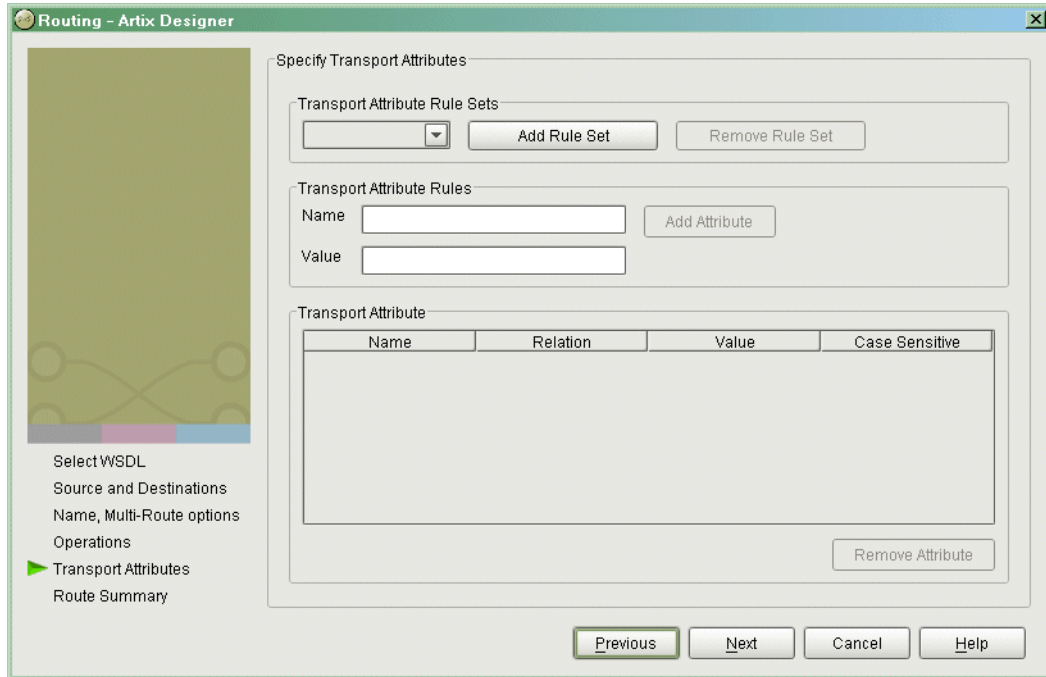 Routing - Artix Designer
Specify Transport Attributes
Transport Attribute Rule Sets
Add Rule Set
Remove Rule Set
Transport Attribute Rules
Name
Add Attribute
Value
Transport Attribute
Name Relation Value Case Sensitive
Remove Attribute
Select WSDL
Source and Destinations
Name, Multi-Route options
Operations
Transport Attributes
Route Summary
Previous Next Cancel Help